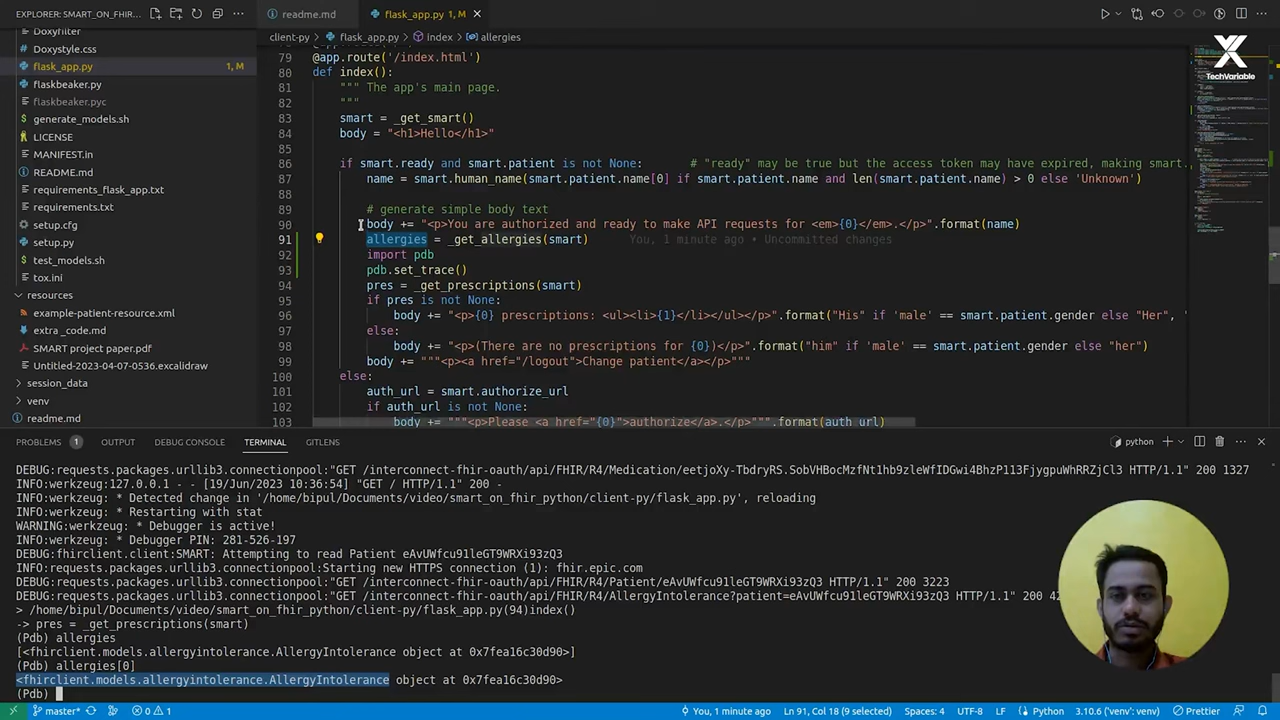 EXPLORER: SMART_ON_FHIR...
readme.md
flask_app.py 1, M
client-py > flask_app.py > index > allergies
Doxyfilter
Doxystyle.css
flask_app.py 1, M
flaskbeaker.py
flaskbeaker.pyc
generate_models.sh
LICENSE
MANIFEST.in
README.md
requirements_flask_app.txt
requirements.txt
setup.cfg
setup.py
test_models.sh
tox.ini
resources
example-patient-resource.xml
extra_code.md
SMART project paper.pdf
Untitled-2023-04-07-0536.excalidraw
session_data
venv
readme.md
79 @app.route('/index.html')
80 def index():
81 """ The app's main page.
82 """
83 smart = _get_smart()
84 body = "<h1>Hello</h1>"
85
86 if smart.ready and smart.patient is not None: # "ready" may be true but the access token may have expired, making smart.
87 name = smart.human_name(smart.patient.name[0] if smart.patient.name and len(smart.patient.name) > 0 else 'Unknown')
88
89 # generate simple body text
90 body += "<p>You are authorized and ready to make API requests for <em>{0}</em>.</p>".format(name)
91 allergies = _get_allergies(smart) You, 1 minute ago • Uncommitted changes
92 import pdb
93 pdb.set_trace()
94 pres = _get_prescriptions(smart)
95 if pres is not None:
96 body += "<p>{0} prescriptions: <ul><li>{1}</li></ul></p>".format("His" if 'male' == smart.patient.gender else "Her", '
97 else:
98 body += "<p>(There are no prescriptions for {0})</p>".format("him" if 'male' == smart.patient.gender else "her")
99 body += """<p><a href="/logout">Change patient</a></p>"""
100 else:
101 auth_url = smart.authorize_url
102 if auth_url is not None:
103 body += """<p>Please <a href="{0}">authorize</a>.</p>""".format(auth_url)
TechVariable
PROBLEMS 1 OUTPUT DEBUG CONSOLE TERMINAL GITLENS
python
DEBUG:requests.packages.urllib3.connectionpool:"GET /interconnect-fhir-oauth/api/FHIR/R4/Medication/eetjoXy-TbdryRS.SobVHBocMzfNt1hb9zleWfIDGwi4BhzP113FjygpuWhRRZjCl3 HTTP/1.1" 200 1327
INFO:werkzeug:127.0.0.1 - - [19/Jun/2023 10:36:54] "GET / HTTP/1.1" 200 -
INFO:werkzeug: * Detected change in '/home/bipul/Documents/video/smart_on_fhir_python/client-py/flask_app.py', reloading
INFO:werkzeug: * Restarting with stat
WARNING:werkzeug: * Debugger is active!
INFO:werkzeug: * Debugger PIN: 281-526-197
DEBUG:fhirclient.client:SMART: Attempting to read Patient eAvUWfcu91leGT9WRXi93zQ3
INFO:requests.packages.urllib3.connectionpool:Starting new HTTPS connection (1): fhir.epic.com
DEBUG:requests.packages.urllib3.connectionpool:"GET /interconnect-fhir-oauth/api/FHIR/R4/Patient/eAvUWfcu91leGT9WRXi93zQ3 HTTP/1.1" 200 3223
DEBUG:requests.packages.urllib3.connectionpool:"GET /interconnect-fhir-oauth/api/FHIR/R4/AllergyIntolerance?patient=eAvUWfcu91leGT9WRXi93zQ3 HTTP/1.1" 200 42
> /home/bipul/Documents/video/smart_on_fhir_python/client-py/flask_app.py(94)index()
-> pres = _get_prescriptions(smart)
(Pdb) allergies
[<fhirclient.models.allergyintolerance.AllergyIntolerance object at 0x7fea16c30d90>]
(Pdb) allergies[0]
<fhirclient.models.allergyintolerance.AllergyIntolerance object at 0x7fea16c30d90>
(Pdb)
master* 0 1 You, 1 minute ago Ln 91, Col 18 (9 selected) Spaces: 4 UTF-8 LF Python 3.10.6 ('venv': venv) Prettier